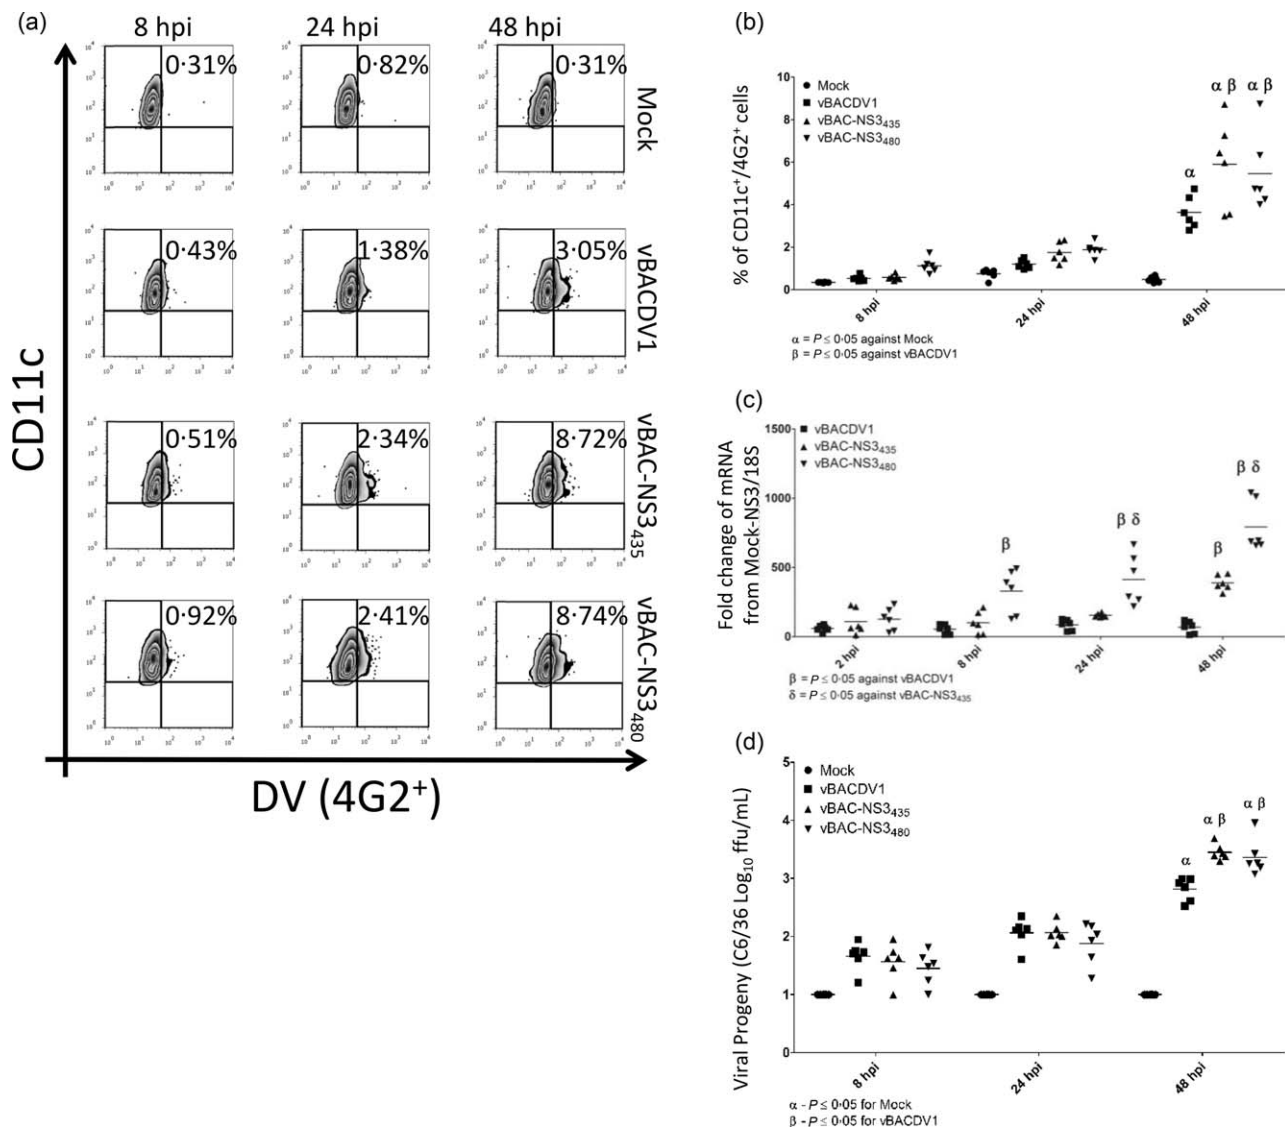 (a)
8 hpi
24 hpi
48 hpi
0·31%
0·82%
0·31%
Mock
0·43%
1·38%
3·05%
vBACDV1
0·51%
2·34%
8·72%
vBAC-NS3435
0·92%
2·41%
8·74%
vBAC-NS3480
CD11c
DV (4G2+)
(b)
Mock
vBACDV1
vBAC-NS3435
vBAC-NS3480
% of CD11c+/4G2+ cells
10
8
6
4
2
0
α
α β
α β
8 hpi
24 hpi
48 hpi
α = P ≤ 0·05 against Mock
β = P ≤ 0·05 against vBACDV1
(c)
vBACDV1
vBAC-NS3435
vBAC-NS3480
Fold change of mRNA
from Mock-NS3/18S
1500
1000
500
0
β
β δ
β
β δ
2 hpi
8 hpi
24 hpi
48 hpi
β = P ≤ 0·05 against vBACDV1
δ = P ≤ 0·05 against vBAC-NS3435
(d)
Mock
vBACDV1
vBAC-NS3435
vBAC-NS3480
Viral Progeny (C6/36 Log10 ffu/mL)
5
4
3
2
1
0
α
α β
α β
8 hpi
24 hpi
48 hpi
α - P ≤ 0·05 for Mock
β - P ≤ 0·05 for vBACDV1